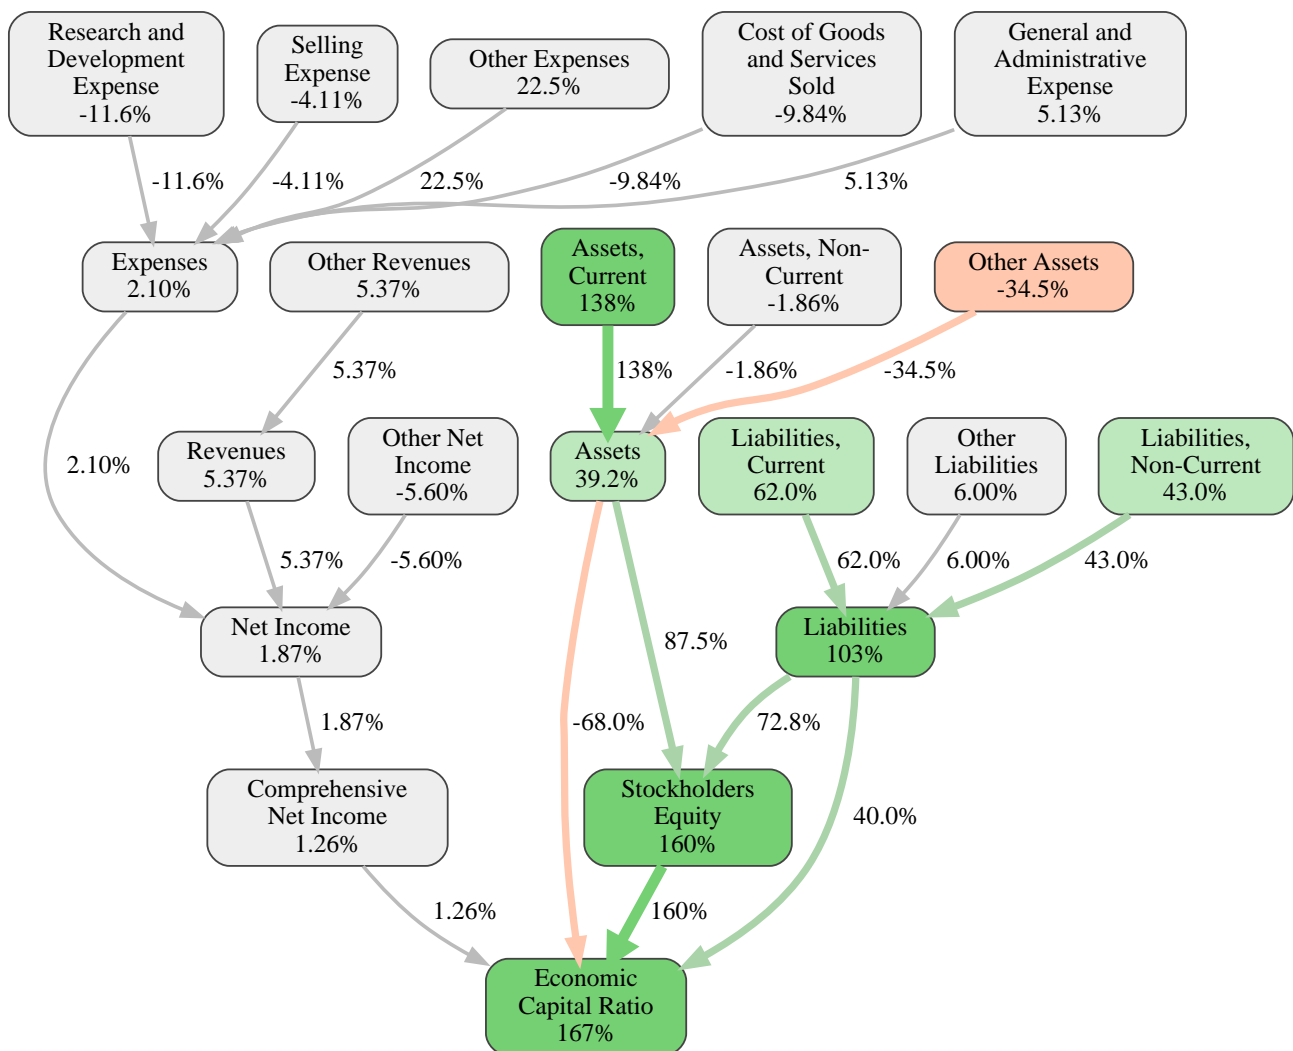 Research and
Development
Expense
-11.6%
Selling
Expense
-4.11%
Other Expenses
22.5%
Cost of Goods
and Services
Sold
-9.84%
General and
Administrative
Expense
5.13%
-11.6%
-4.11%
22.5%
-9.84%
5.13%
Expenses
2.10%
Other Revenues
5.37%
Assets,
Current
138%
Assets, Non-
Current
-1.86%
Other Assets
-34.5%
5.37%
138%
-1.86%
-34.5%
2.10%
Revenues
5.37%
Other Net
Income
-5.60%
Assets
39.2%
Liabilities,
Current
62.0%
Other
Liabilities
6.00%
Liabilities,
Non-Current
43.0%
5.37%
-5.60%
62.0%
6.00%
43.0%
Net Income
1.87%
87.5%
Liabilities
103%
1.87%
-68.0%
72.8%
Comprehensive
Net Income
1.26%
Stockholders
Equity
160%
40.0%
1.26%
160%
Economic
Capital Ratio
167%